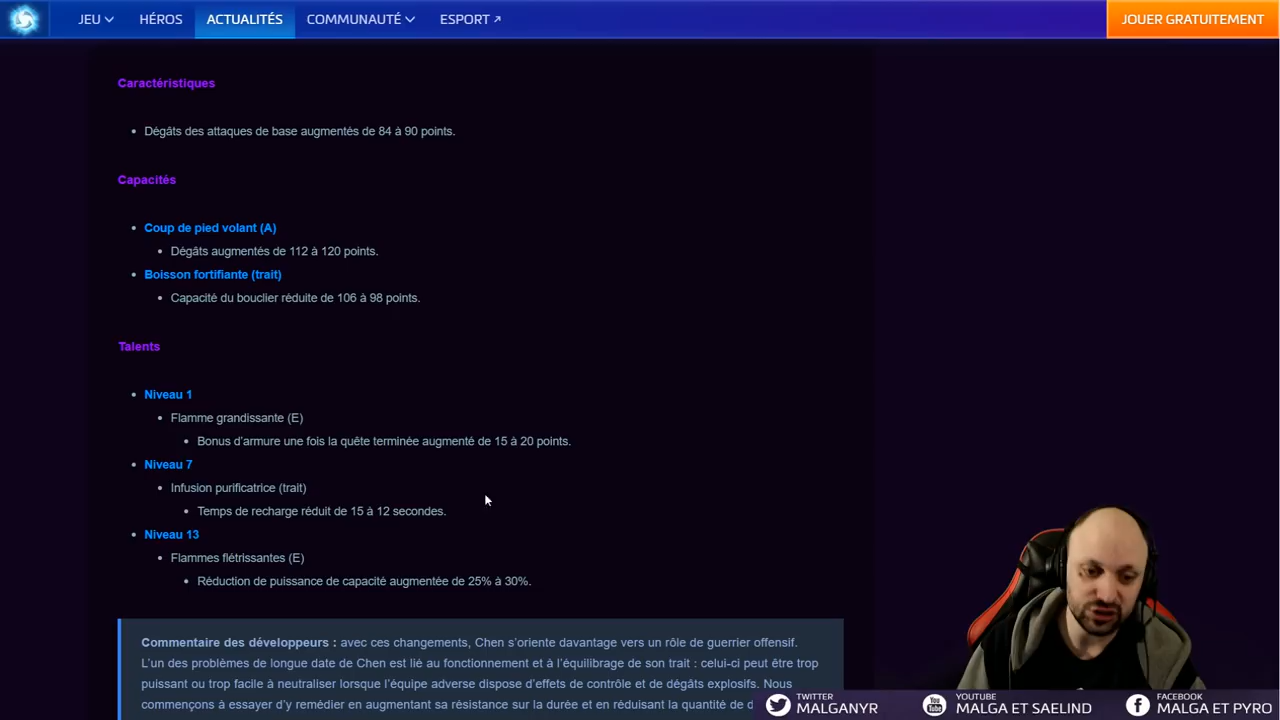 JEU HÉROS ACTUALITÉS COMMUNAUTÉ ESPORT ↗ JOUER GRATUITEMENT
Caractéristiques
• Dégâts des attaques de base augmentés de 84 à 90 points.
Capacités
• Coup de pied volant (A)
• Dégâts augmentés de 112 à 120 points.
• Boisson fortifiante (trait)
• Capacité du bouclier réduite de 106 à 98 points.
Talents
• Niveau 1
• Flamme grandissante (E)
• Bonus d’armure une fois la quête terminée augmenté de 15 à 20 points.
• Niveau 7
• Infusion purificatrice (trait)
• Temps de recharge réduit de 15 à 12 secondes.
• Niveau 13
• Flammes flétrissantes (E)
• Réduction de puissance de capacité augmentée de 25% à 30%.
Commentaire des développeurs : avec ces changements, Chen s’oriente davantage vers un rôle de guerrier offensif.
L’un des problèmes de longue date de Chen est lié au fonctionnement et à l’équilibrage de son trait : celui-ci peut être trop
puissant ou trop facile à neutraliser lorsque l’équipe adverse dispose d’effets de contrôle et de dégâts explosifs. Nous
commençons à essayer d’y remédier en augmentant sa résistance sur la durée et en réduisant la quantité de d
TWITTER
MALGANYR
YOUTUBE
MALGA ET SAELIND
FACEBOOK
MALGA ET PYRO